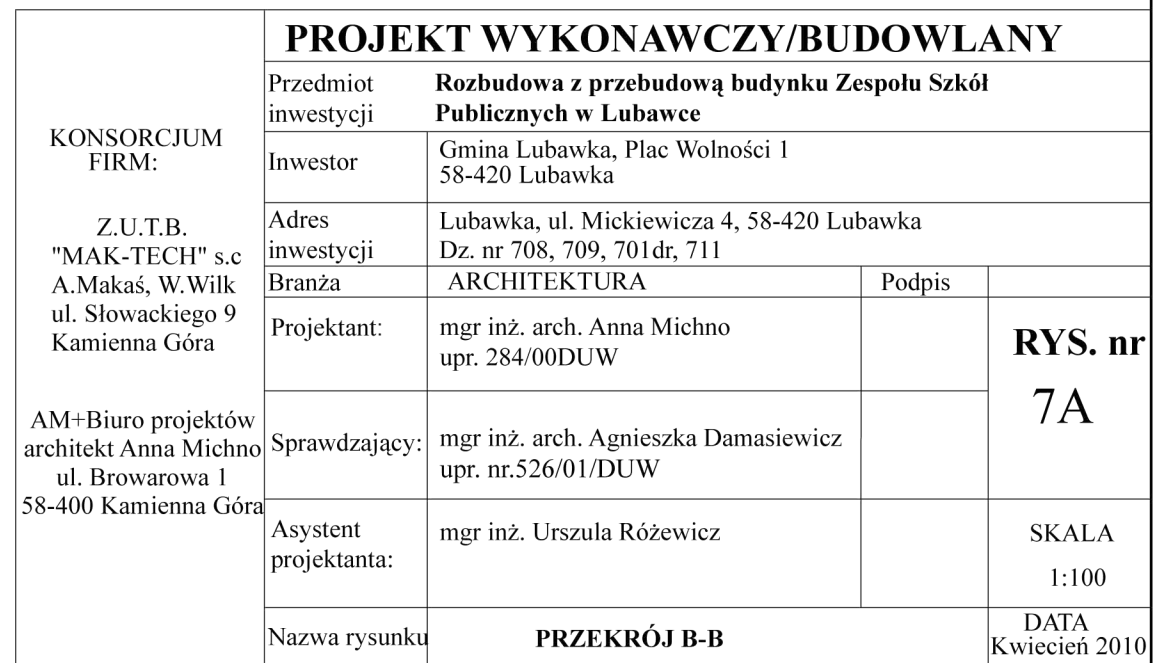 KONSORCJUM
FIRM:
Z.U.T.B.
"MAK-TECH" s.c
A.Makaś, W.Wilk
ul. Słowackiego 9
Kamienna Góra
AM+Biuro projektów
architekt Anna Michno
ul. Browarowa 1
58-400 Kamienna Góra
PROJEKT WYKONAWCZY/BUDOWLANY
Przedmiot inwestycji
Rozbudowa z przebudową budynku Zespołu Szkół
Publicznych w Lubawce
Inwestor
Gmina Lubawka, Plac Wolności 1
58-420 Lubawka
Adres
inwestycji
Lubawka, ul. Mickiewicza 4, 58-420 Lubawka
Dz. nr 708, 709, 701dr, 711
Branża ARCHITEKTURA Podpis
Projektant:
mgr inż. arch. Anna Michno
upr. 284/00DUW
RYS. nr
7A
Sprawdzający:
mgr inż. arch. Agnieszka Damasiewicz
upr. nr.526/01/DUW
Asystent
projektanta:
mgr inż. Urszula Różewicz
SKALA
1:100
Nazwa rysunku PRZEKRÓJ B-B
DATA
Kwiecień 2010